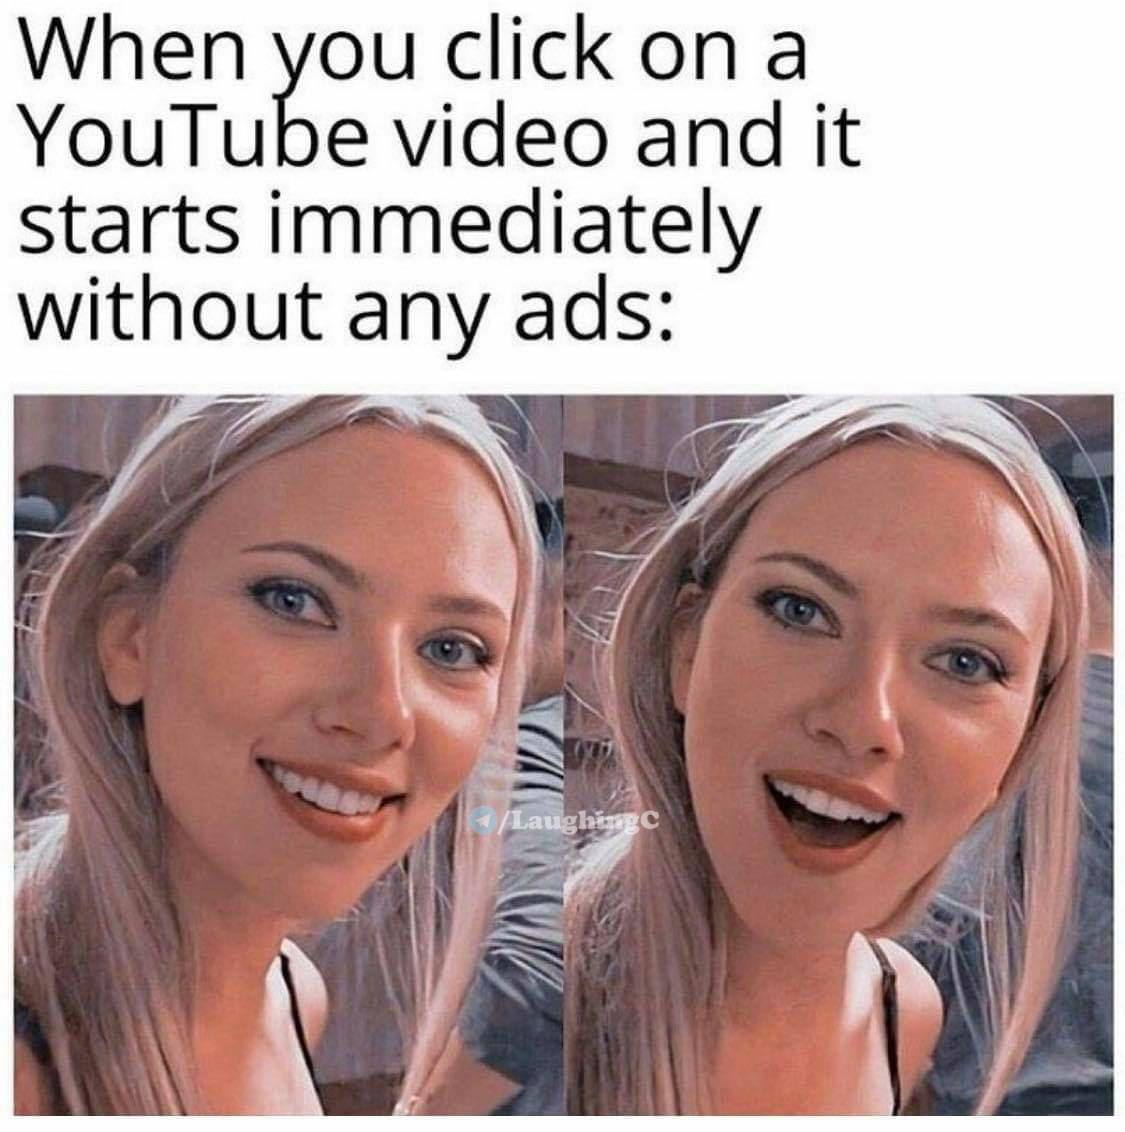 When you click on a
YouTube video and it
starts immediately
without any ads:
/LaughingC